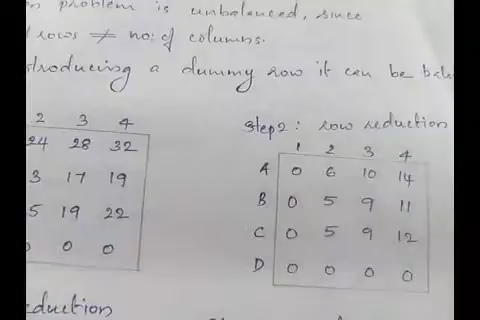 problem is unbalanced, since
rows ≠ no: of columns.
introducing a dummy row it can be
2 3 4
24 28 32
3 17 19
5 19 22
0 0 0
Step 2: row reduction
1 2 3 4
A 0 6 10 14
B 0 5 9 11
C 0 5 9 12
D 0 0 0 0